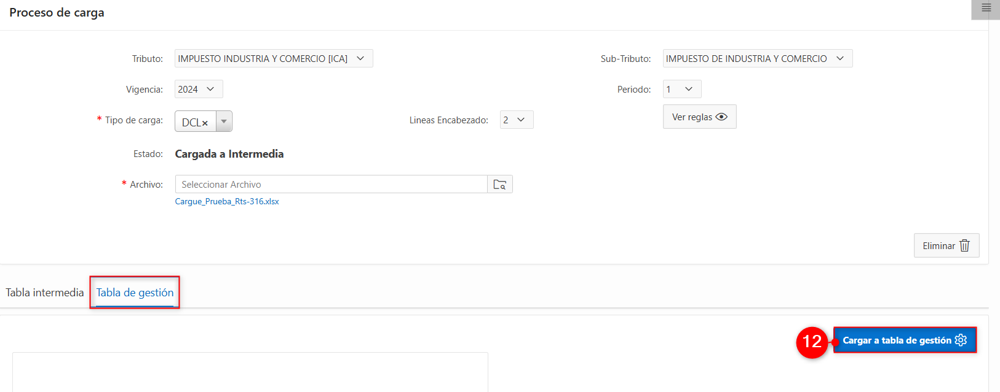 Proceso de carga
Tributo: IMPUESTO INDUSTRIA Y COMERCIO [ICA] Sub-Tributo: IMPUESTO DE INDUSTRIA Y COMERCIO
Vigencia: 2024 Periodo: 1
* Tipo de carga: DCL× Lineas Encabezado: 2 Ver reglas
Estado: Cargada a Intermedia
* Archivo: Seleccionar Archivo
Cargue_Prueba_Rts-316.xlsx
Eliminar
Tabla intermedia Tabla de gestión
12 Cargar a tabla de gestión